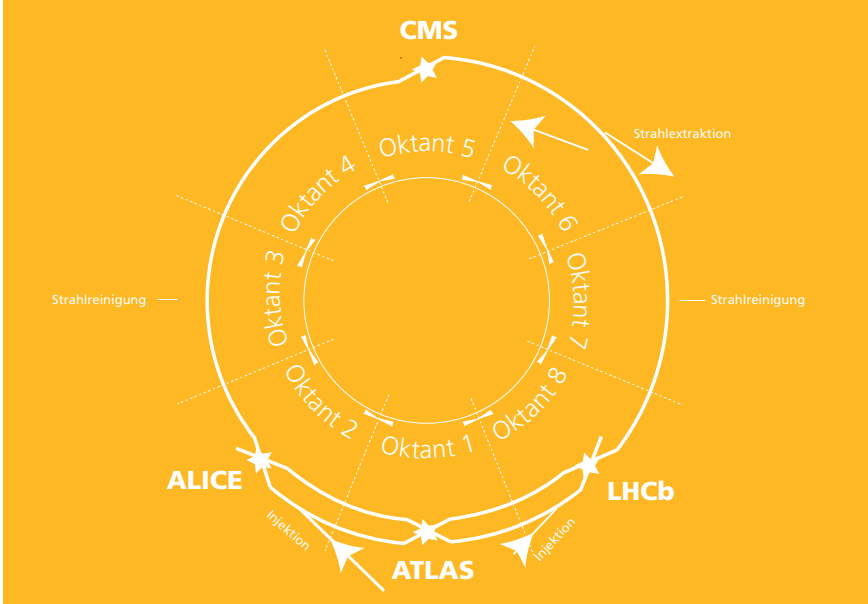 CMS
Strahlextraktion
Oktant 5
Oktant 4
Oktant 6
Oktant 3
Oktant 7
Strahlreinigung
Strahlreinigung
Oktant 2
Oktant 8
Oktant 1
ALICE
LHCb
Injektion
Injektion
ATLAS